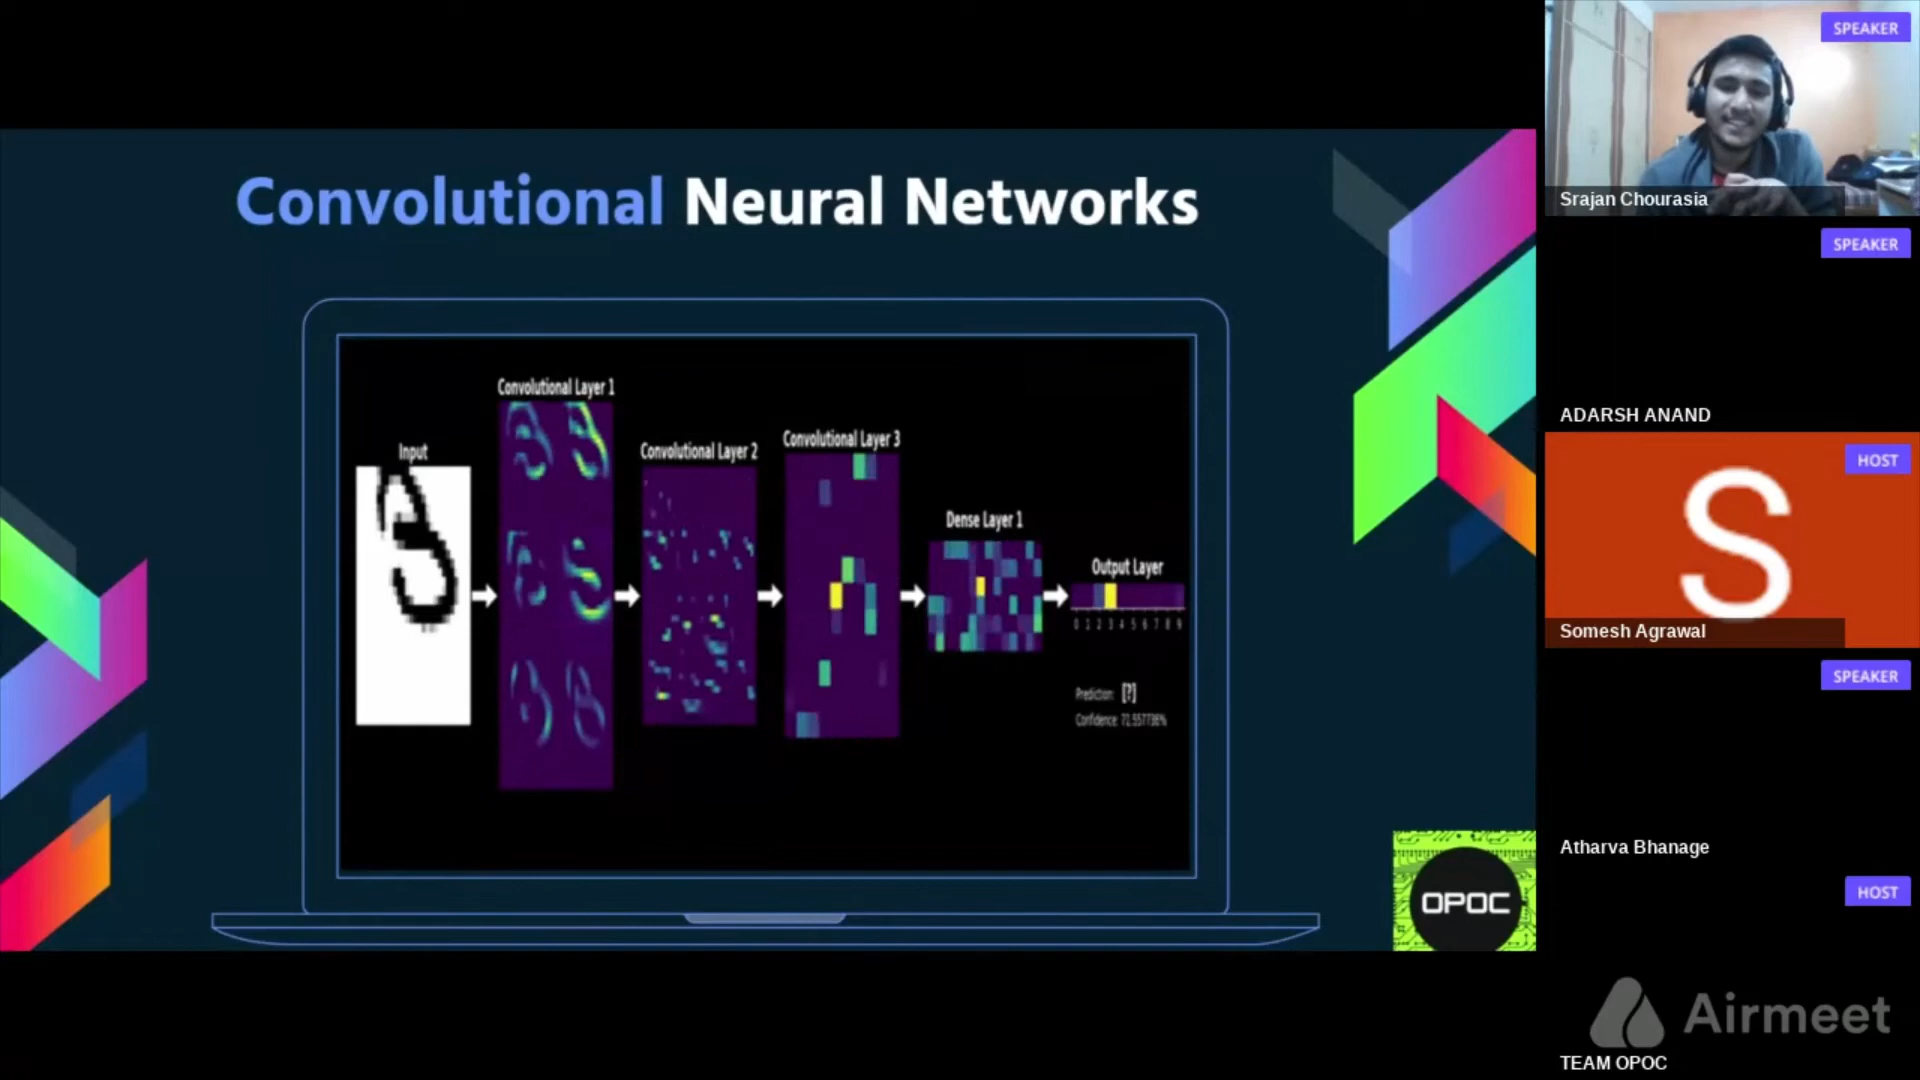 Convolutional Neural Networks
Input
Convolutional Layer 1
Convolutional Layer 2
Convolutional Layer 3
Dense Layer 1
Output Layer
0 1 2 3 4 5 6 7 8 9
Prediction: [?]
Confidence: 72.557736%
OPOC
SPEAKER
Srajan Chourasia
SPEAKER
ADARSH ANAND
HOST
S
Somesh Agrawal
SPEAKER
Atharva Bhanage
HOST
Airmeet
TEAM OPOC